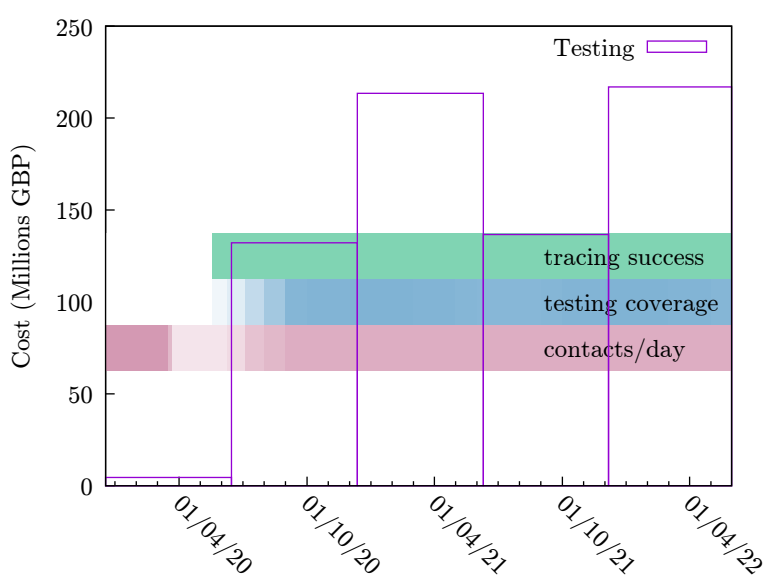 250
Testing
200
Cost (Millions GBP)
150
tracing success
100
testing coverage
contacts/day
50
0
01/04/20
01/10/20
01/04/21
01/10/21
01/04/22